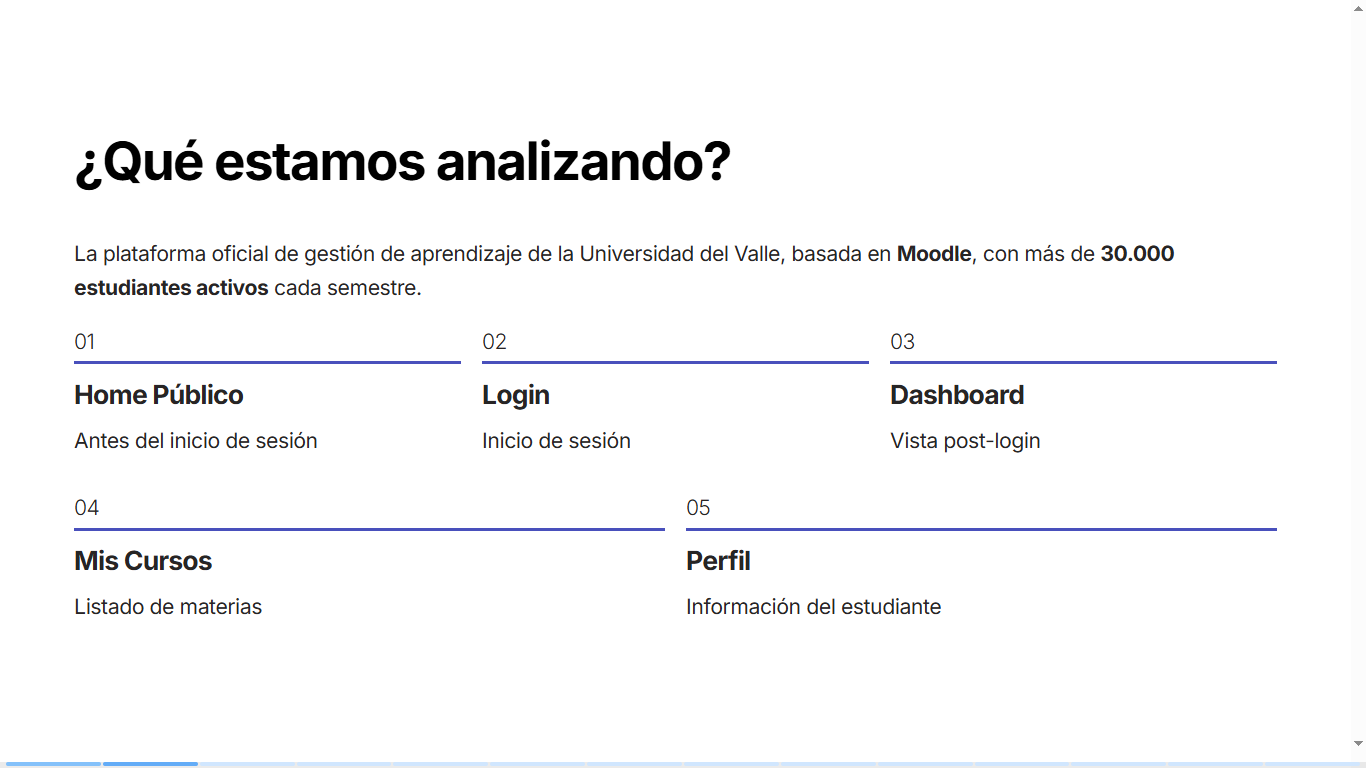 ¿Qué estamos analizando?
La plataforma oficial de gestión de aprendizaje de la Universidad del Valle, basada en Moodle, con más de 30.000
estudiantes activos cada semestre.
01
Home Público
Antes del inicio de sesión
02
Login
Inicio de sesión
03
Dashboard
Vista post-login
04
Mis Cursos
Listado de materias
05
Perfil
Información del estudiante